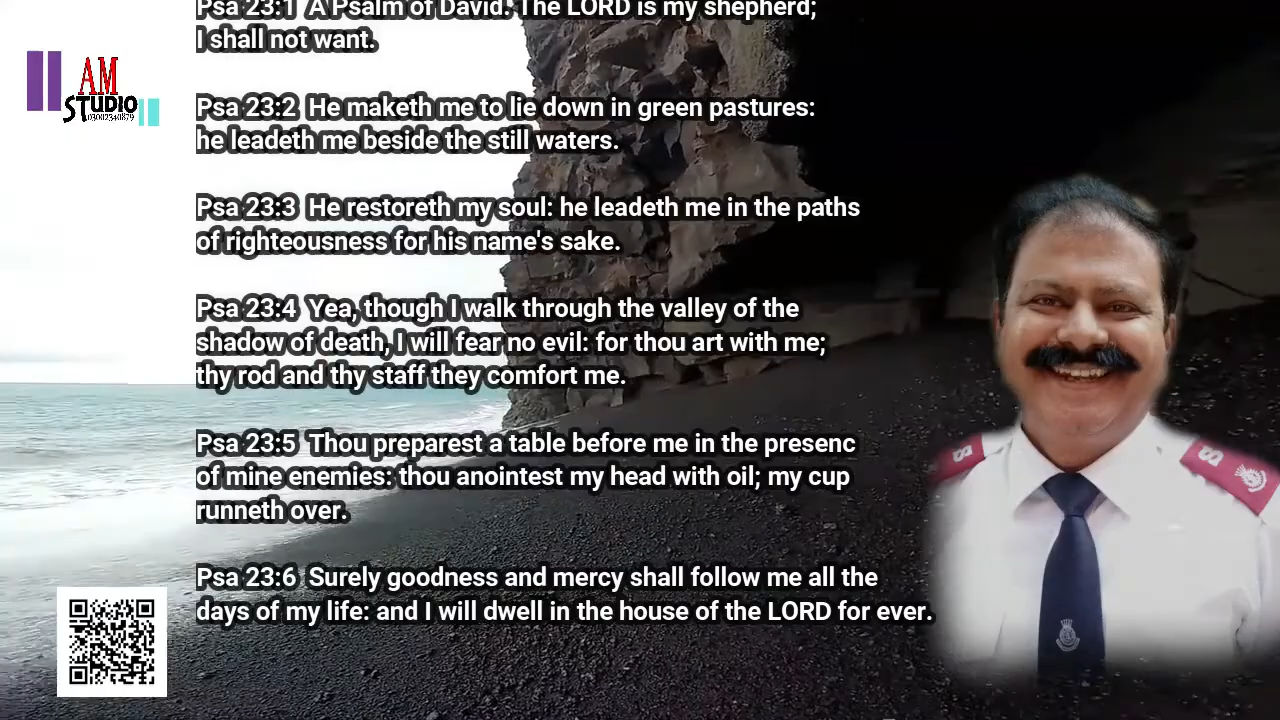 Psa 23:1 A Psalm of David. The LORD is my shepherd;
I shall not want.
AM
STUDIO
03002340879
Psa 23:2 He maketh me to lie down in green pastures:
he leadeth me beside the still waters.
Psa 23:3 He restoreth my soul: he leadeth me in the paths
of righteousness for his name's sake.
Psa 23:4 Yea, though I walk through the valley of the
shadow of death, I will fear no evil: for thou art with me;
thy rod and thy staff they comfort me.
Psa 23:5 Thou preparest a table before me in the presenc
of mine enemies: thou anointest my head with oil; my cup
runneth over.
Psa 23:6 Surely goodness and mercy shall follow me all the
days of my life: and I will dwell in the house of the LORD for ever.
S
S